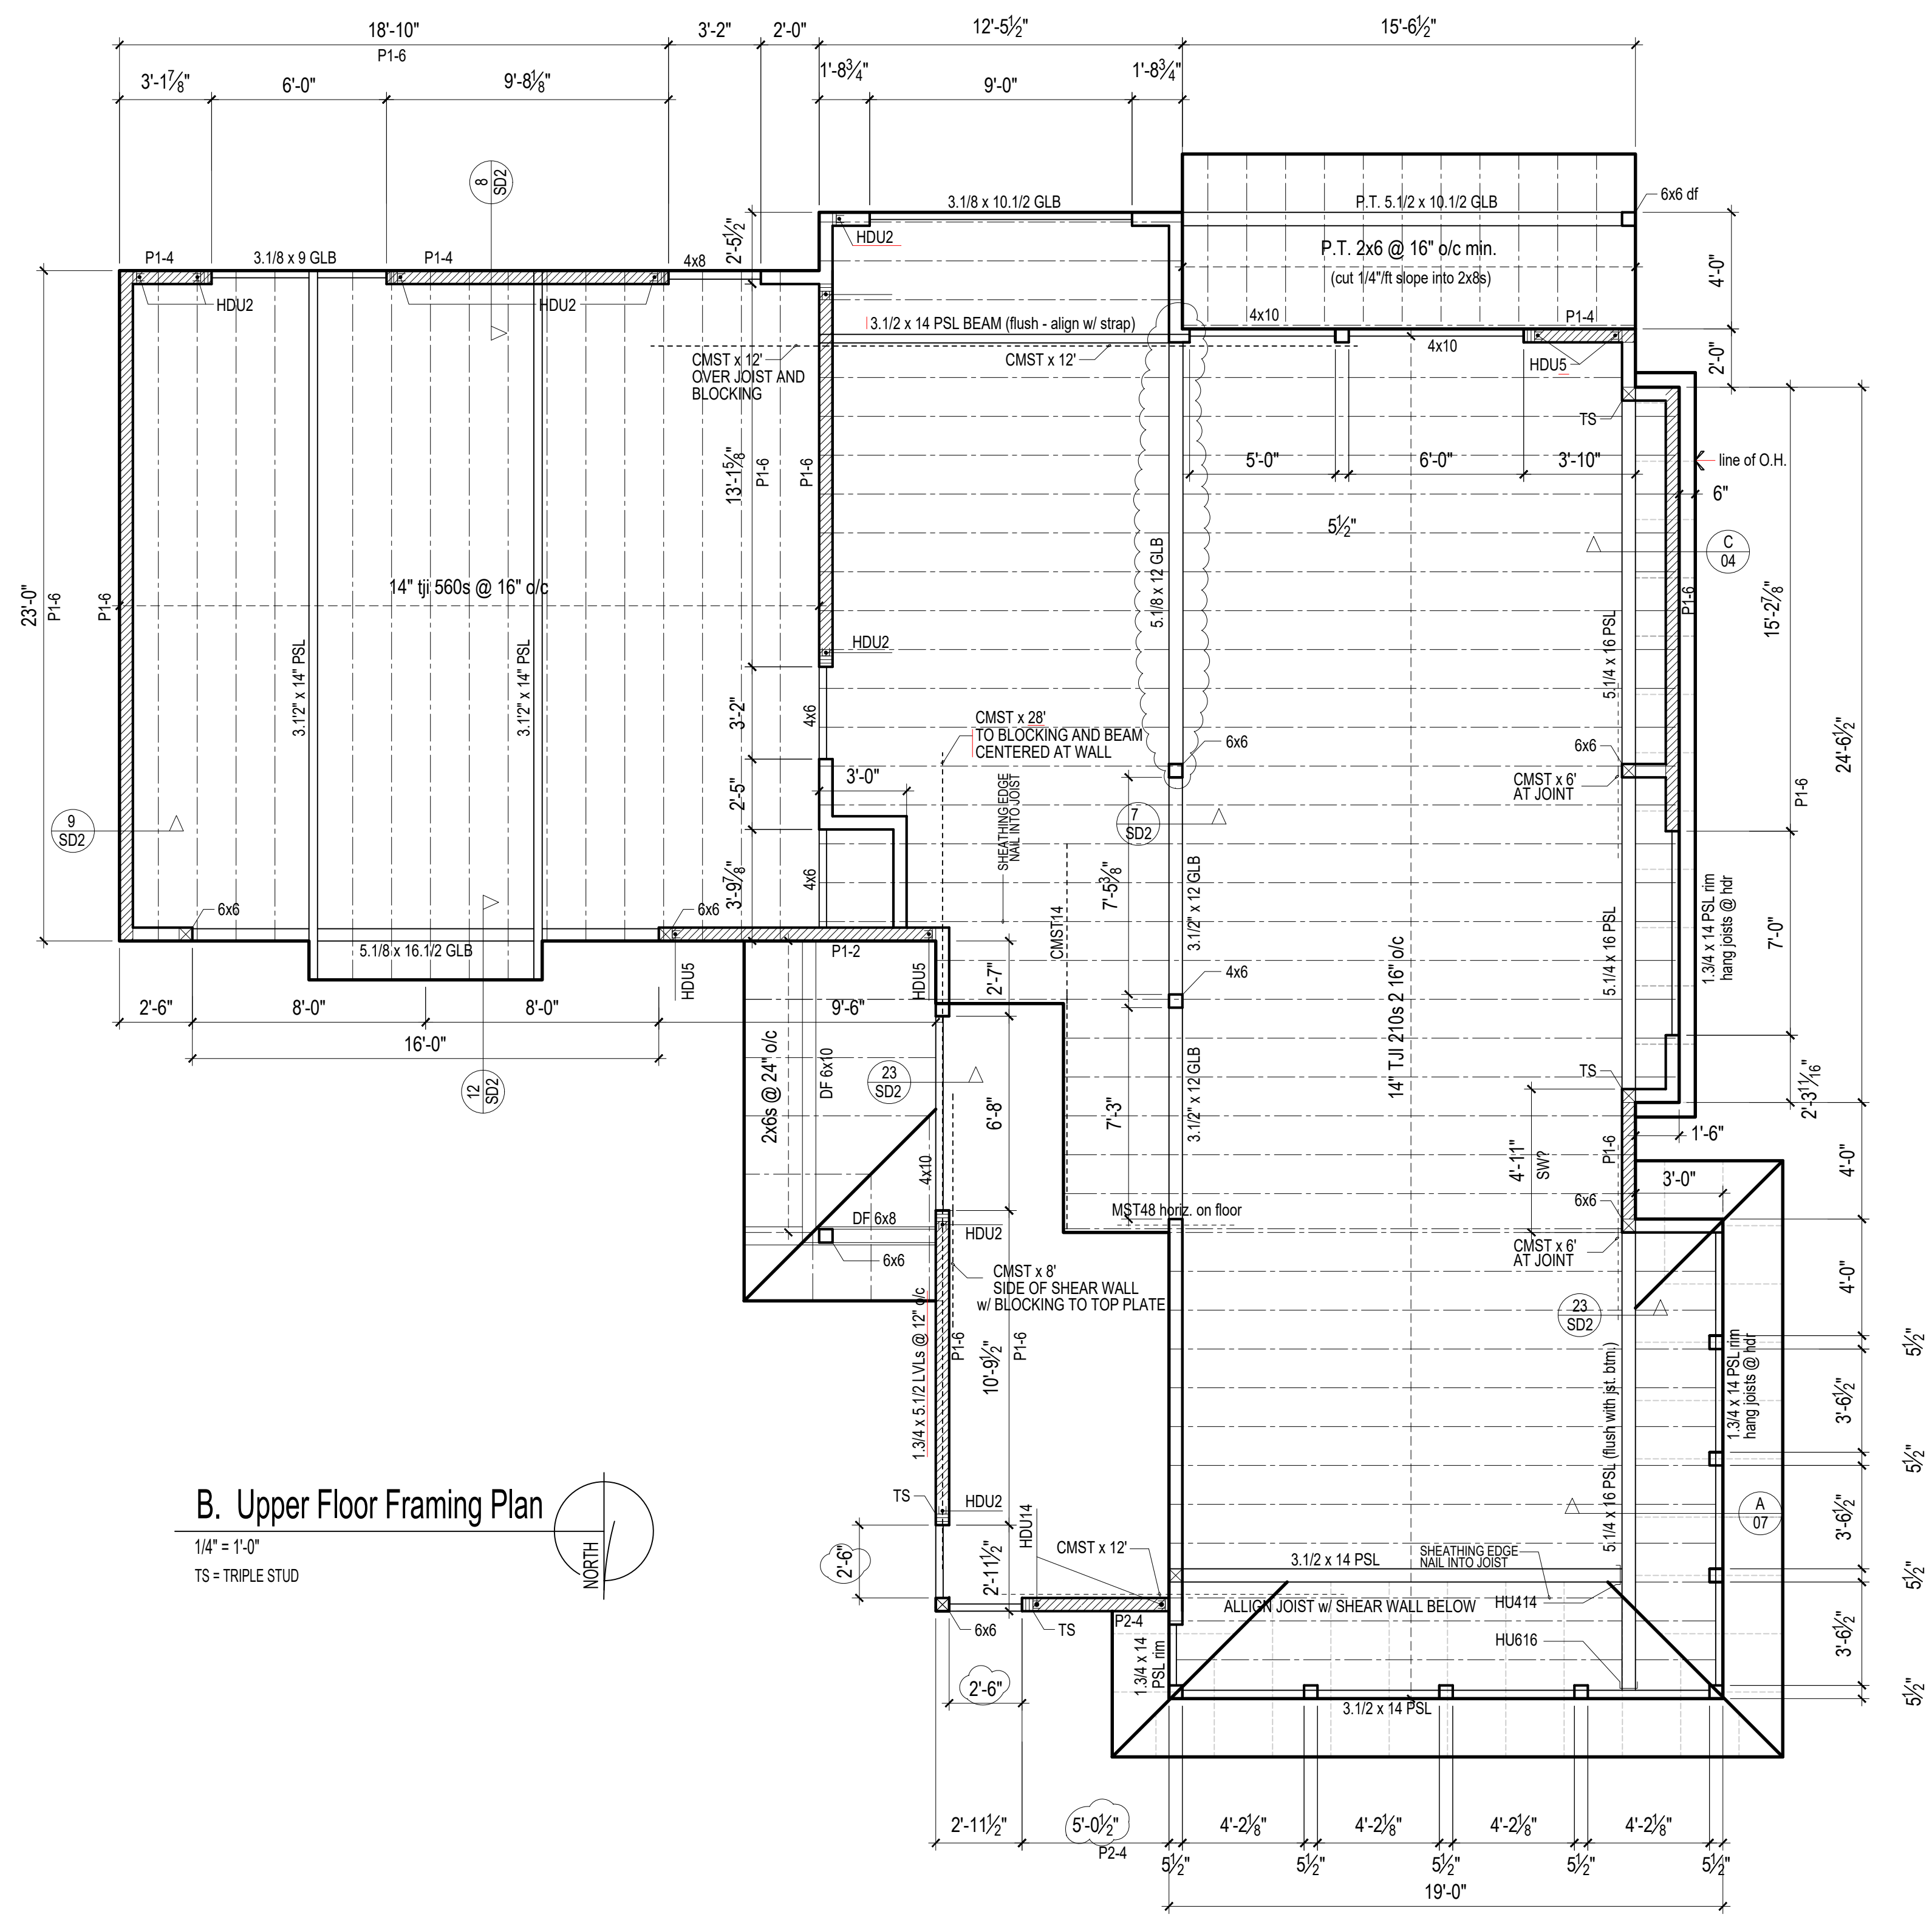 18'-10"
3'-2"
2'-0"
12'-5½"
15'-6½"
P1-6
3'-1⅞"
6'-0"
9'-8⅛"
1'-8¾"
9'-0"
1'-8¾"
8
SD2
3.1/8 x 10.1/2 GLB
P.T. 5.1/2 x 10.1/2 GLB
6x6 df
HDU2
2'-5½"
P.T. 2x6 @ 16" o/c min.
(cut 1/4"/ft slope into 2x8s)
4'-0"
P1-4
3.1/8 x 9 GLB
P1-4
4x8
HDU2
HDU2
3.1/2 x 14 PSL BEAM (flush - align w/ strap)
4x10
P1-4
4x10
HDU5
2'-0"
CMST x 12'
OVER JOIST AND
BLOCKING
CMST x 12'
TS
5'-0"
6'-0"
3'-10"
line of O.H.
6"
13'-1⅝"
P1-6
P1-6
5½"
C
04
5.1/8 x 12 GLB
23'-0"
P1-6
P1-6
14" tji 560s @ 16" o/c
P1-6
15'-2⅞"
HDU2
3.1'2" x 14" PSL
3.1'2" x 14" PSL
5.1/4 x 16 PSL
3'-2"
4x6
CMST x 28'
TO BLOCKING AND BEAM
CENTERED AT WALL
6x6
6x6
24'-6½"
3'-0"
CMST x 6'
AT JOINT
P1-6
2'-5"
SHEATHING EDGE
NAIL INTO JOIST
9
SD2
7
SD2
3'-9⅞"
4x6
7'-5⅜"
3.1/2" x 12 GLB
6x6
6x6
CMST14
5.1/4 x 16 PSL
1.3/4 x 14 PSL rim
hang joists @ hdr
7'-0"
5.1/8 x 16.1/2 GLB
P1-2
HDU5
HDU5
2'-7"
4x6
2'-6"
8'-0"
8'-0"
9'-6"
16'-0"
14" TJI 210s 2 16" o/c
12
SD2
2x6s @ 24" o/c
DF 6x10
23
SD2
6'-8"
7'-3"
3.1/2" x 12 GLB
TS
2'-3¹¹⁄₁₆"
4'-11"
SW?
P1-6
1'-6"
4'-0"
4x10
3'-0"
6x6
MST48 horiz. on floor
DF 6x8
HDU2
6x6
CMST x 6'
AT JOINT
CMST x 8'
SIDE OF SHEAR WALL
w/ BLOCKING TO TOP PLATE
4'-0"
23
SD2
1.3/4 x 5.1/2 LVLs @ 12" o/c
P1-6
10'-9½"
P1-6
5.1/4 x 16 PSL (flush with jst. btm.)
1.3/4 x 14 PSL rim
hang joists @ hdr
5½"
3'-6½"
5½"
TS
HDU2
HDU14
A
07
3'-6½"
B. Upper Floor Framing Plan
1/4" = 1'-0"
TS = TRIPLE STUD
NORTH
2'-6"
2'-11½"
CMST x 12'
3.1/2 x 14 PSL
SHEATHING EDGE
NAIL INTO JOIST
5½"
ALLIGN JOIST w/ SHEAR WALL BELOW
HU414
6x6
TS
P2-4
HU616
3'-6½"
1.3/4 x 14
PSL rim
2'-6"
3.1/2 x 14 PSL
5½"
2'-11½"
5'-0½"
4'-2⅛"
4'-2⅛"
4'-2⅛"
4'-2⅛"
P2-4
5½"
5½"
5½"
5½"
5½"
19'-0"